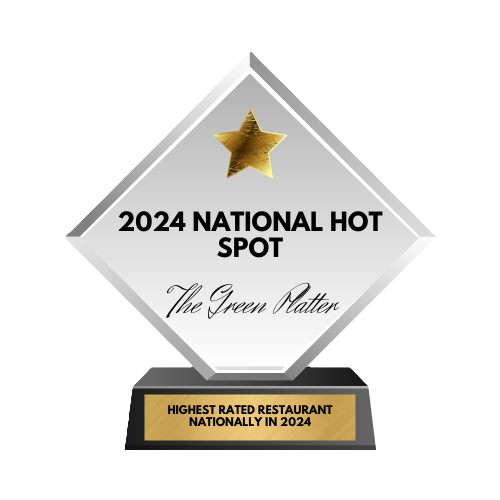 2024 NATIONAL HOT
SPOT
The Green Platter
HIGHEST RATED RESTAURANT
NATIONALLY IN 2024